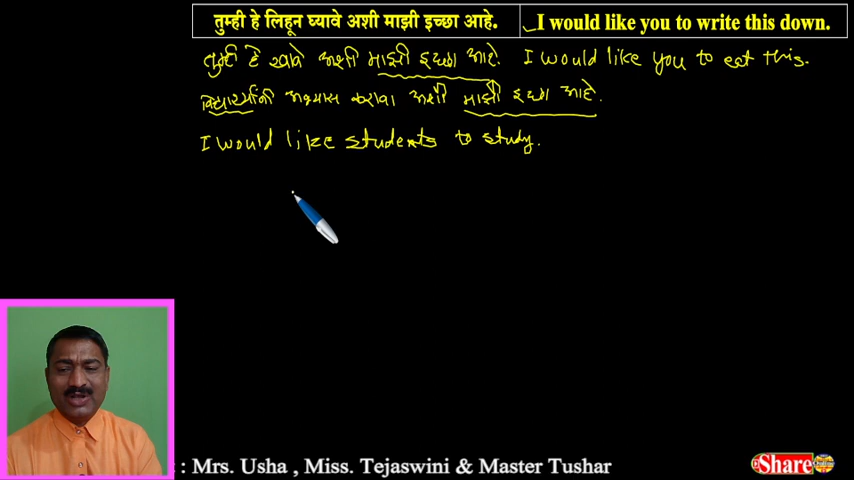 तुम्ही हे लिहून घ्यावे अशी माझी इच्छा आहे. I would like you to write this down.
तुम्ही हे खावे अशी माझी इच्छा आहे. I would like you to eat this.
विद्यार्थ्यांनी अभ्यास करावा अशी माझी इच्छा आहे.
I would like students to study.
: Mrs. Usha , Miss. Tejaswini & Master Tushar
Share